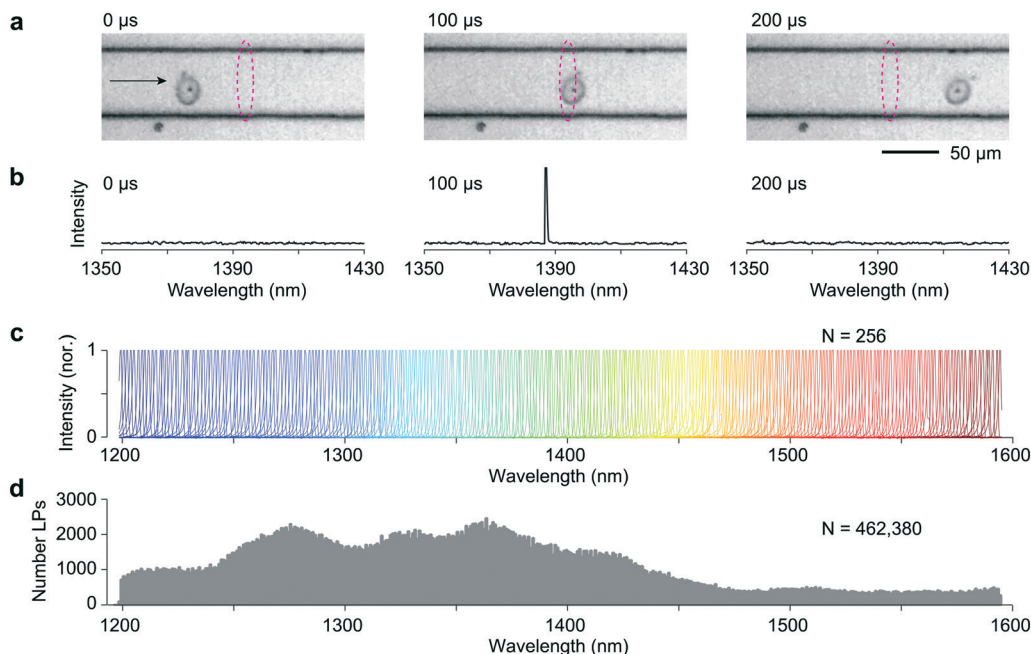 a
0 µs 100 µs 200 µs
50 µm
b
Intensity
0 µs 100 µs 200 µs
1350 1390 1430 1350 1390 1430 1350 1390 1430
Wavelength (nm) Wavelength (nm) Wavelength (nm)
c
Intensity (nor.)
1
0
N = 256
1200 1300 1400 1500 1600
Wavelength (nm)
d
Number LPs
3000
2000
1000
0
N = 462,380
1200 1300 1400 1500 1600
Wavelength (nm)